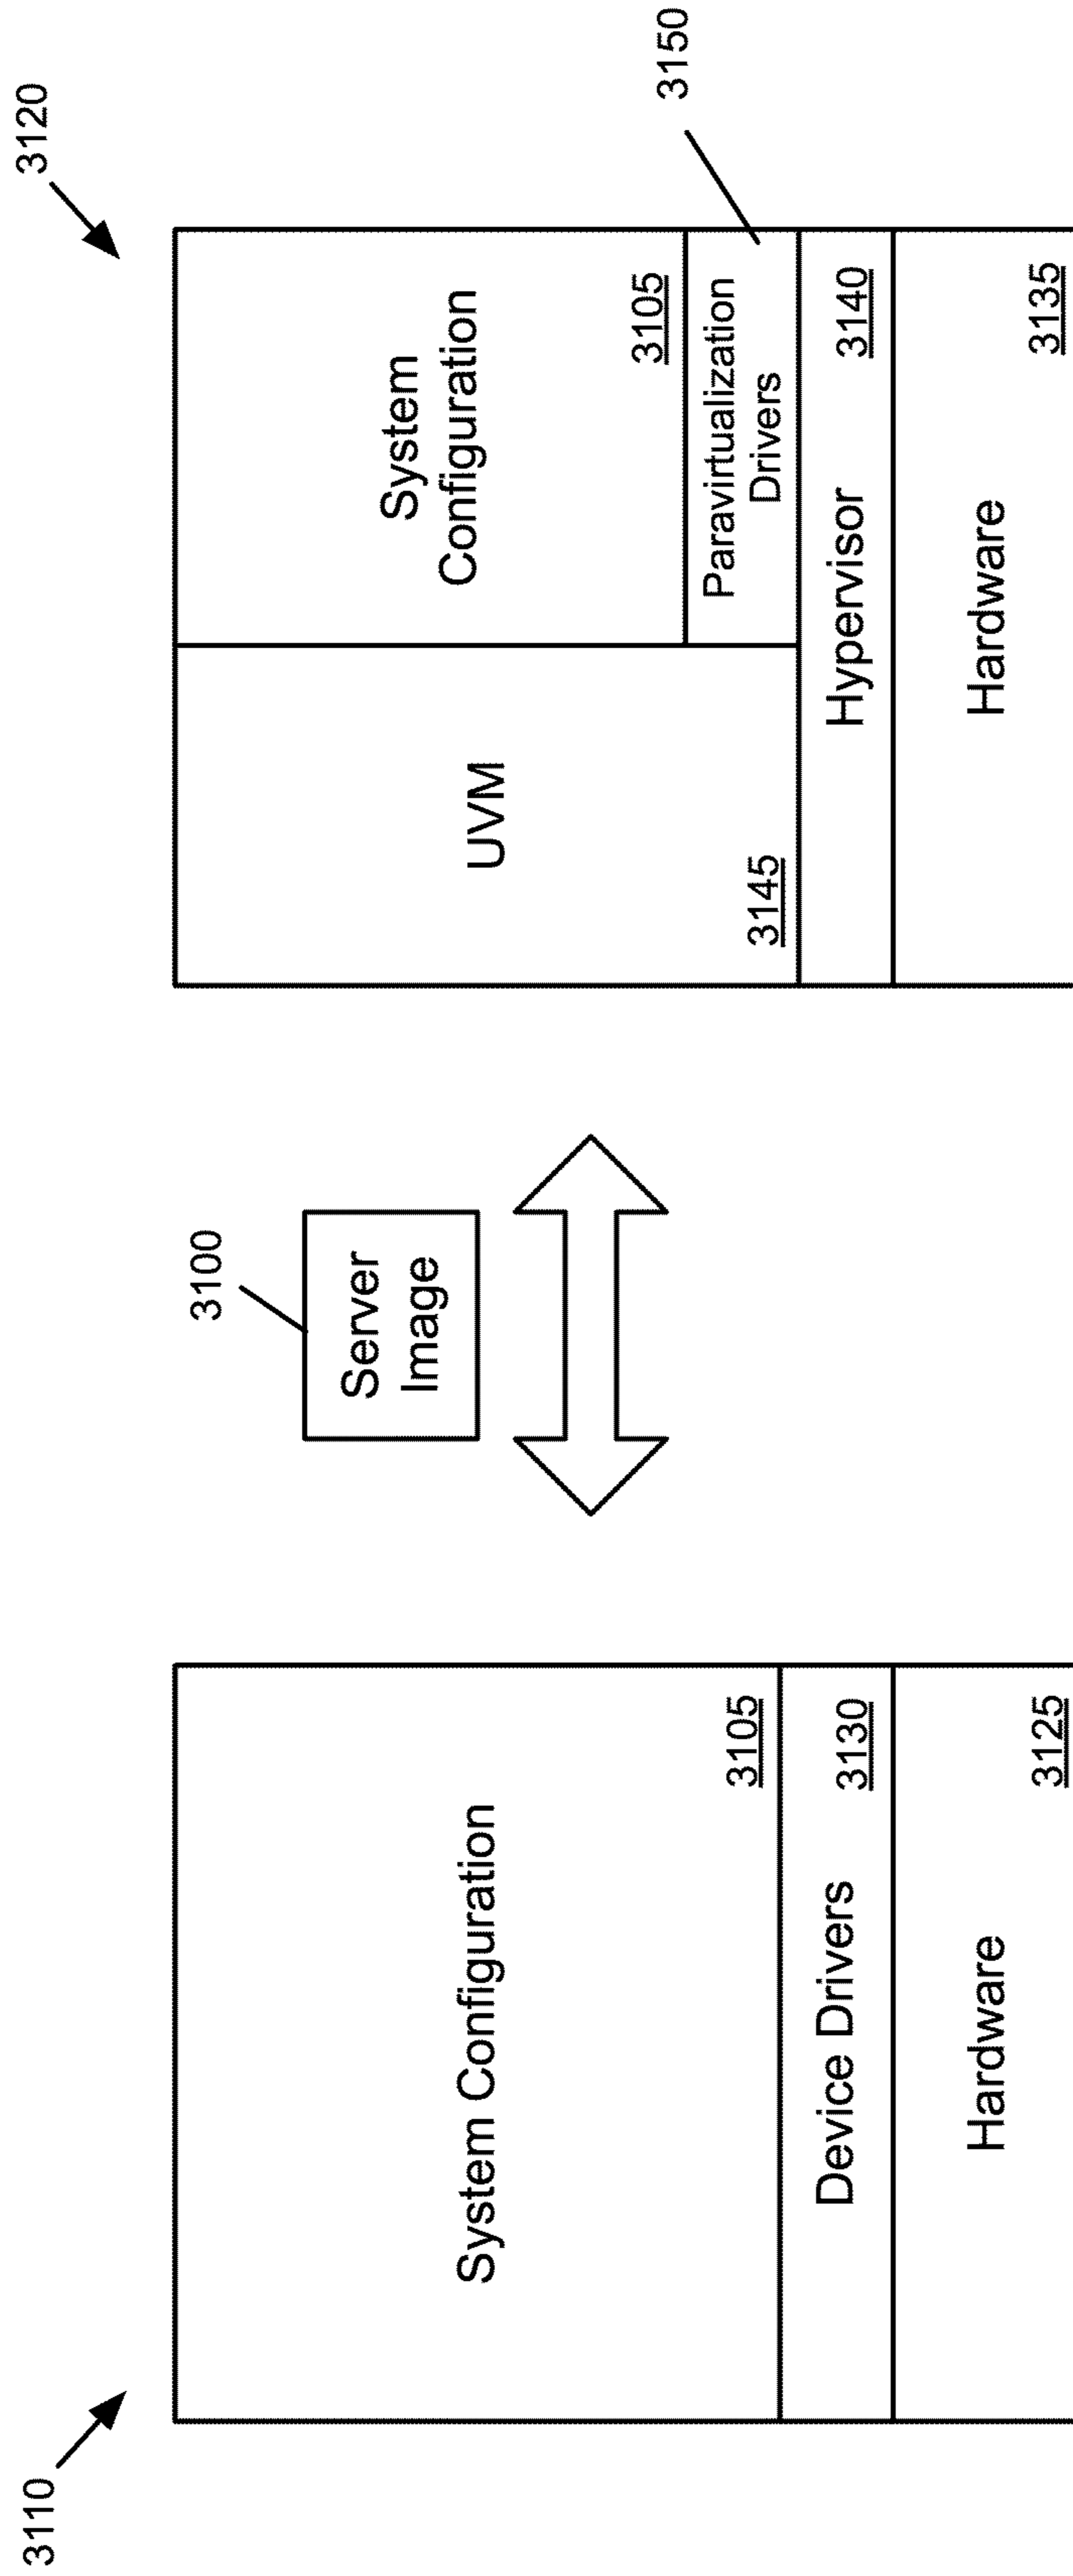 3110
System Configuration
3105
Device Drivers
3130
Hardware
3125
3100
Server
Image
3120
UVM
3145
System
Configuration
3105
Paravirtualization
Drivers
3150
Hypervisor
3140
Hardware
3135